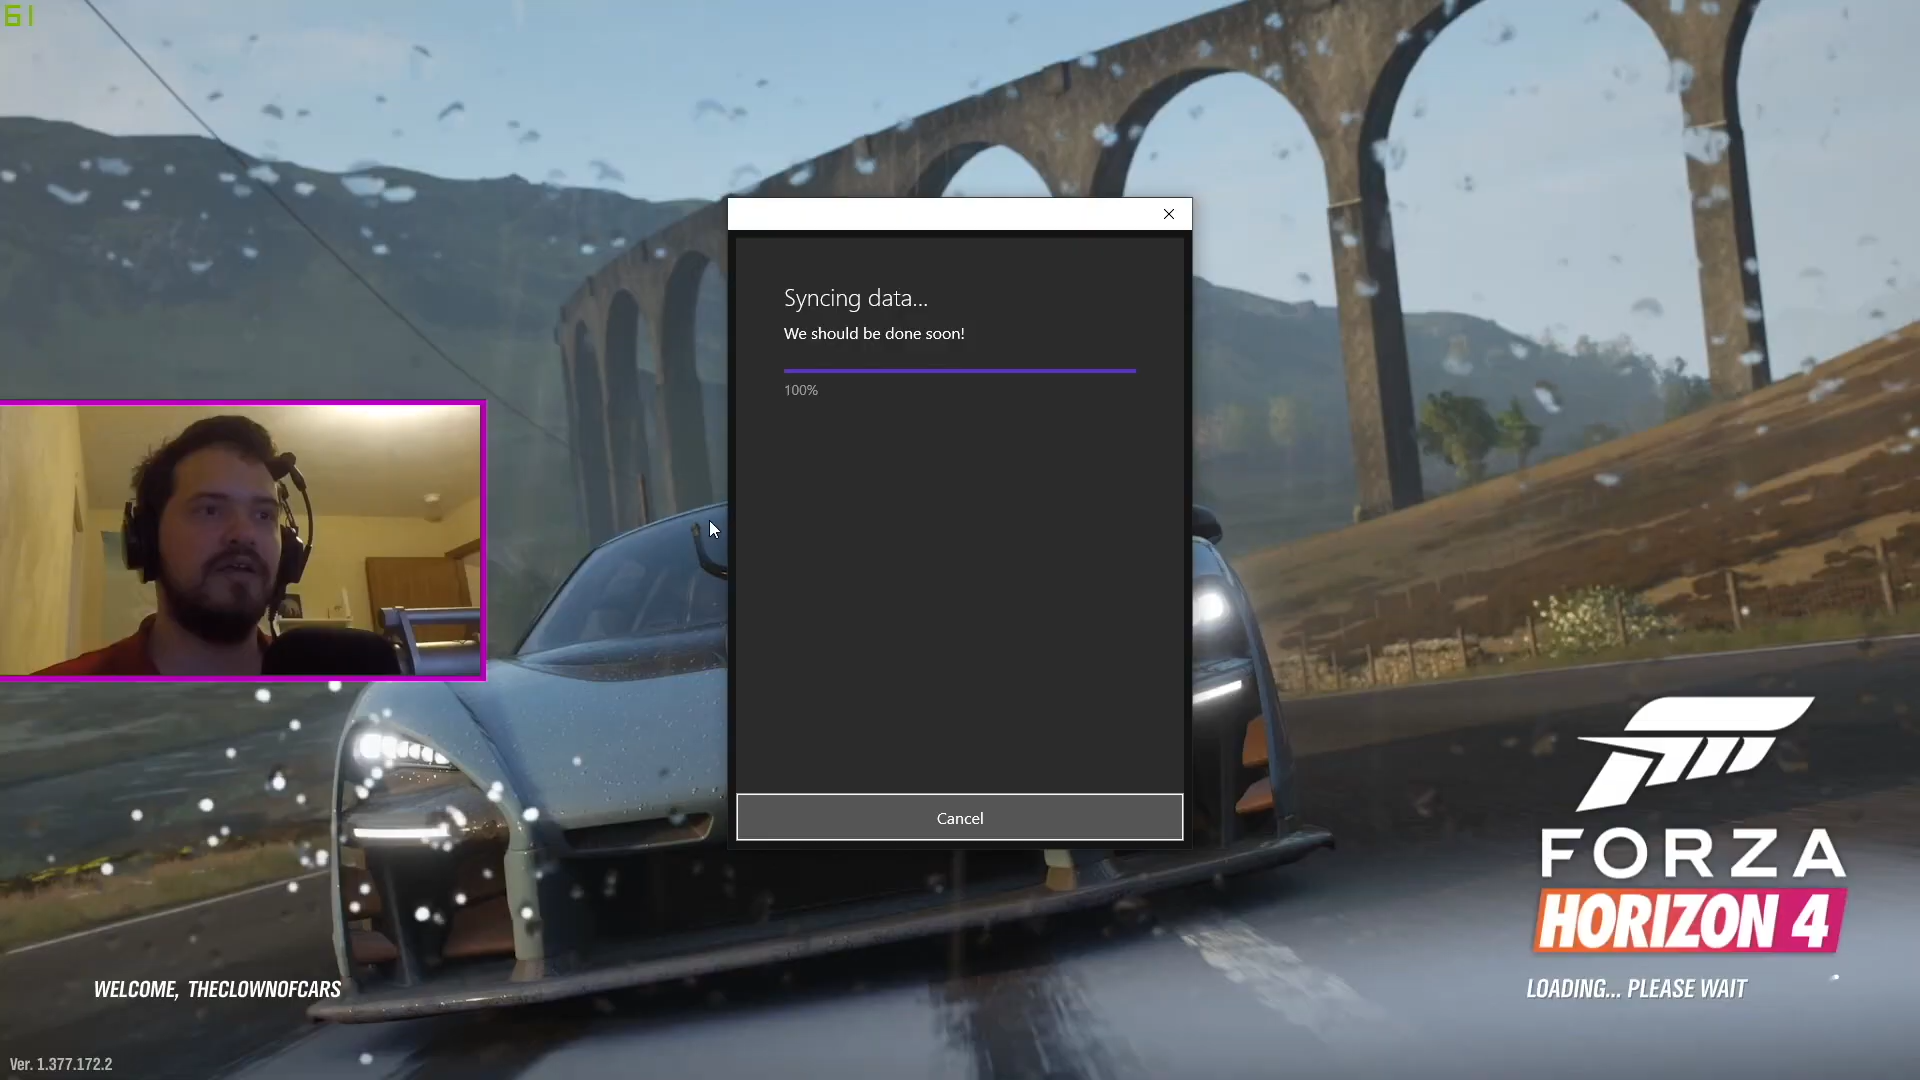 61
Syncing data...
We should be done soon!
100%
Cancel
FORZA
HORIZON 4
WELCOME, THECLOWNOFCARS
LOADING... PLEASE WAIT
Ver. 1.377.172.2